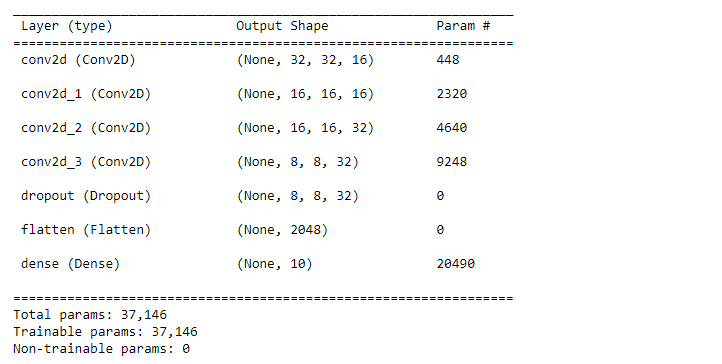 _________________________________________________________________
Layer (type) Output Shape Param #
=================================================================
conv2d (Conv2D) (None, 32, 32, 16) 448
conv2d_1 (Conv2D) (None, 16, 16, 16) 2320
conv2d_2 (Conv2D) (None, 16, 16, 32) 4640
conv2d_3 (Conv2D) (None, 8, 8, 32) 9248
dropout (Dropout) (None, 8, 8, 32) 0
flatten (Flatten) (None, 2048) 0
dense (Dense) (None, 10) 20490
=================================================================
Total params: 37,146
Trainable params: 37,146
Non-trainable params: 0